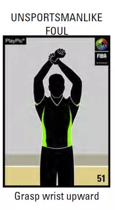 UNSPORTSMANLIKE
FOUL
PlayPic®
FIBA
51
Grasp wrist upward